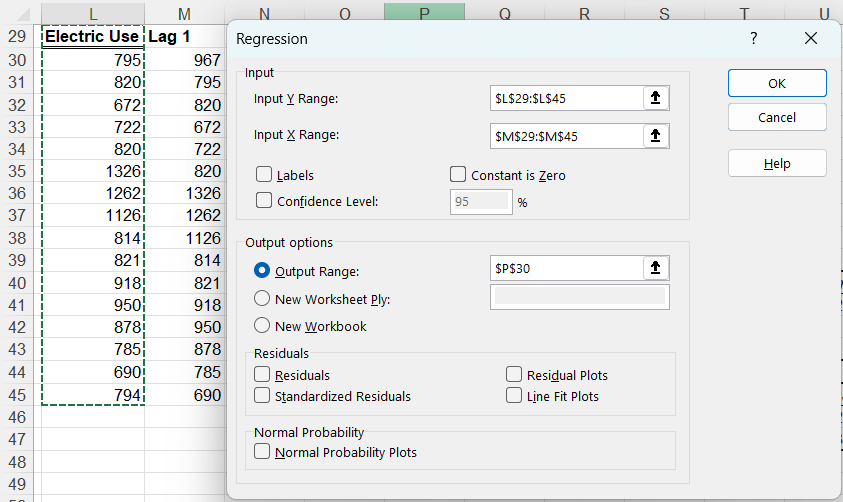 L M N O P Q R S T U
29 Electric Use Lag 1
30 795 967
31 820 795
32 672 820
33 722 672
34 820 722
35 1326 820
36 1262 1326
37 1126 1262
38 814 1126
39 821 814
40 918 821
41 950 918
42 878 950
43 785 878
44 690 785
45 794 690
46
47
48
49
Regression ?
Input
Input Y Range: $L$29:$L$45
Input X Range: $M$29:$M$45
Labels Constant is Zero
Confidence Level: 95 %
Output options
Output Range: $P$30
New Worksheet Ply:
New Workbook
Residuals
Residuals Residual Plots
Standardized Residuals Line Fit Plots
Normal Probability
Normal Probability Plots
OK
Cancel
Help